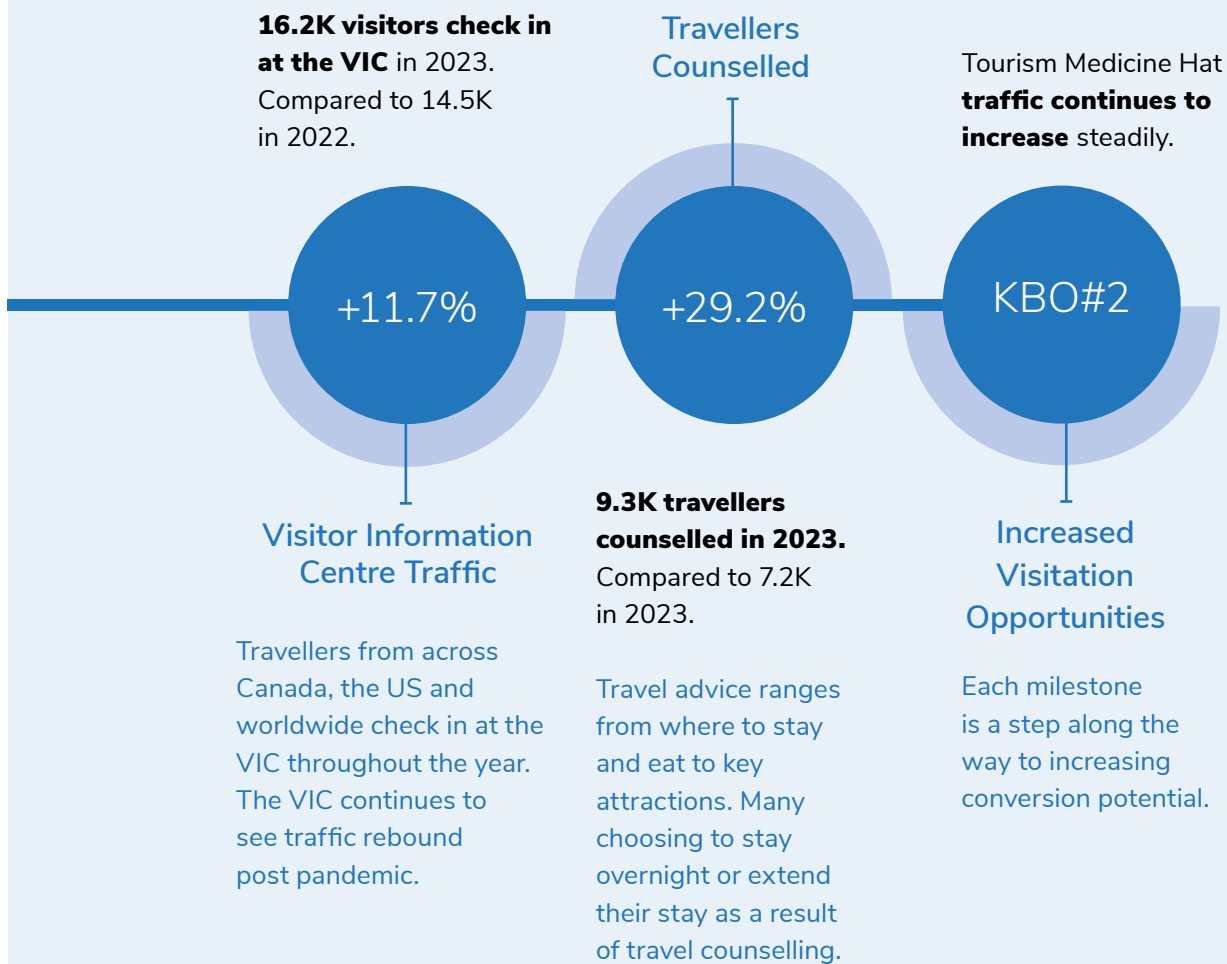 16.2K visitors check in
at the VIC in 2023.
Compared to 14.5K
in 2022.
+11.7%
Visitor Information
Centre Traffic
Travellers from across
Canada, the US and
worldwide check in at the
VIC throughout the year.
The VIC continues to
see traffic rebound
post pandemic.
Travellers
Counselled
+29.2%
9.3K travellers
counselled in 2023.
Compared to 7.2K
in 2023.
Travel advice ranges
from where to stay
and eat to key
attractions. Many
choosing to stay
overnight or extend
their stay as a result
of travel counselling.
Tourism Medicine Hat
traffic continues to
increase steadily.
KBO#2
Increased
Visitation
Opportunities
Each milestone
is a step along the
way to increasing
conversion potential.